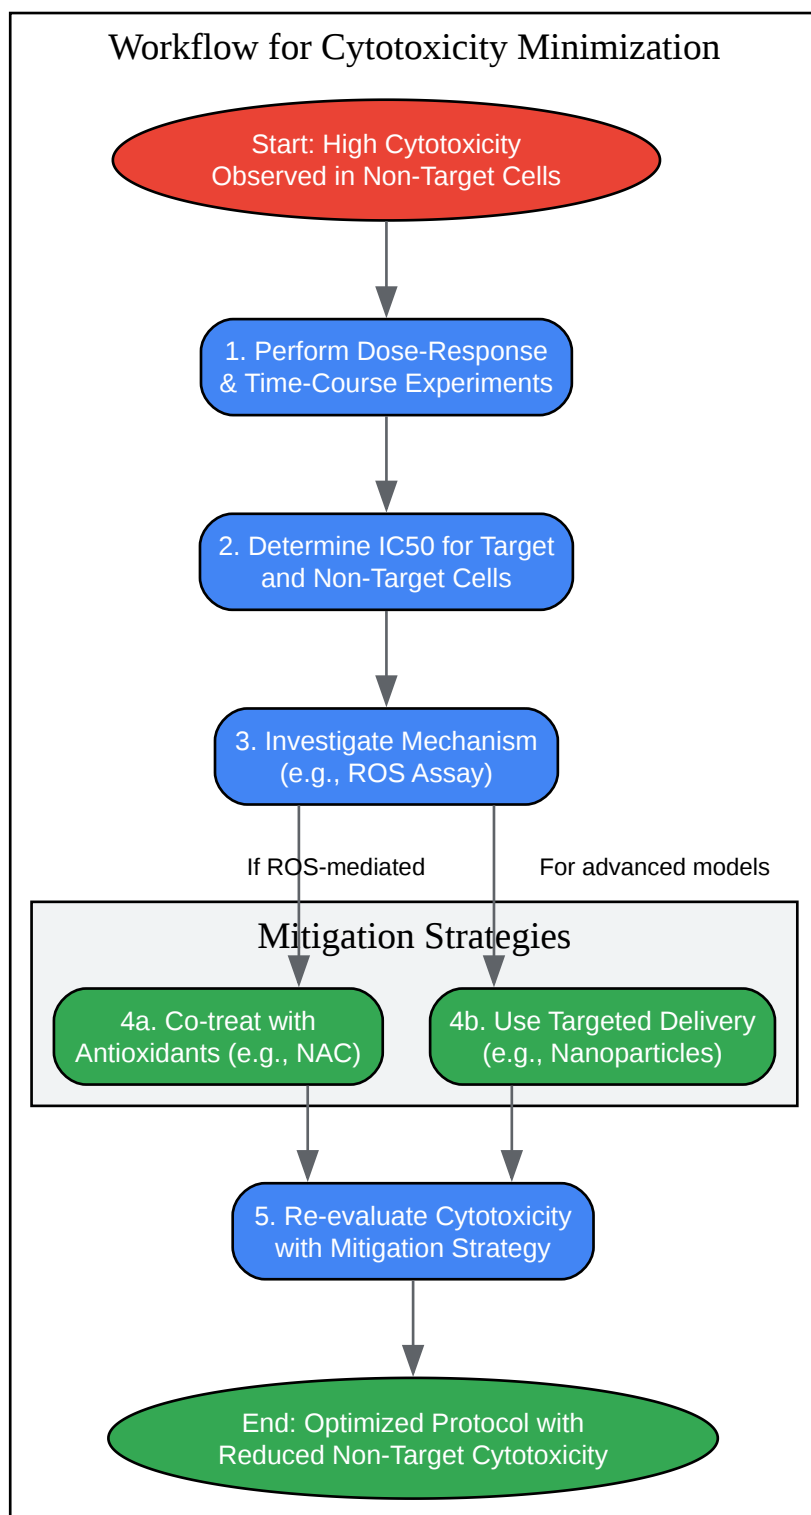 Workflow for Cytotoxicity Minimization
Start: High Cytotoxicity
Observed in Non-Target Cells
1. Perform Dose-Response
& Time-Course Experiments
2. Determine IC50 for Target
and Non-Target Cells
3. Investigate Mechanism
(e.g., ROS Assay)
If ROS-mediated
For advanced models
Mitigation Strategies
4a. Co-treat with
Antioxidants (e.g., NAC)
4b. Use Targeted Delivery
(e.g., Nanoparticles)
5. Re-evaluate Cytotoxicity
with Mitigation Strategy
End: Optimized Protocol with
Reduced Non-Target Cytotoxicity